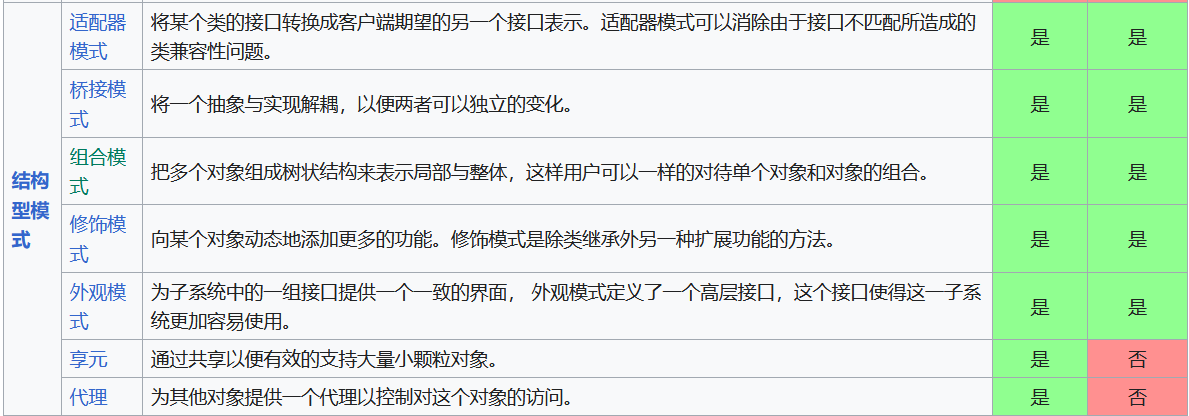 结构
型模
式
适配器
模式
将某个类的接口转换成客户端期望的另一个接口表示。适配器模式可以消除由于接口不匹配所造成的
类兼容性问题。
是
是
桥接模
式
将一个抽象与实现解耦，以便两者可以独立的变化。
是
是
组合模
式
把多个对象组成树状结构来表示局部与整体，这样用户可以一样的对待单个对象和对象的组合。
是
是
修饰模
式
向某个对象动态地添加更多的功能。修饰模式是除类继承外另一种扩展功能的方法。
是
是
外观模
式
为子系统中的一组接口提供一个一致的界面， 外观模式定义了一个高层接口，这个接口使得这一子系
统更加容易使用。
是
是
享元
通过共享以便有效的支持大量小颗粒对象。
是
否
代理
为其他对象提供一个代理以控制对这个对象的访问。
是
否